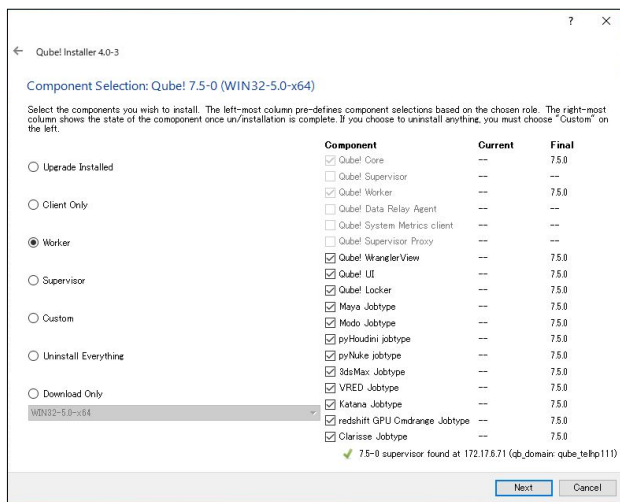 ?
Qube! Installer 4.0-3
Component Selection: Qube! 7.5-0 (WIN32-5.0-x64)
Select the components you wish to install. The left-most column pre-defines component selections based on the chosen role. The right-most
column shows the state of the comoponent once un/installation is complete. If you choose to uninstall anything, you must choose "Custom" on
the left.
Component Current Final
Qube! Core -- 7.5.0
Qube! Supervisor -- --
Qube! Worker -- 7.5.0
Qube! Data Relay Agent -- --
Qube! System Metrics client -- --
Qube! Supervisor Proxy -- --
Qube! WranglerView -- 7.5.0
Qube! UI -- 7.5.0
Qube! Locker -- 7.5.0
Maya Jobtype -- 7.5.0
Modo Jobtype -- 7.5.0
pyHoudini jobtype -- 7.5.0
pyNuke jobtype -- 7.5.0
3dsMax Jobtype -- 7.5.0
VRED Jobtype -- 7.5.0
Katana Jobtype -- 7.5.0
redshift GPU Cmdrange Jobtype -- 7.5.0
Clarisse Jobtype -- 7.5.0
Upgrade Installed
Client Only
Worker
Supervisor
Custom
Uninstall Everything
Download Only
WIN32-5.0-x64
7.5-0 supervisor found at 172.17.6.71 (qb_domain: qube_telhp111)
Next Cancel